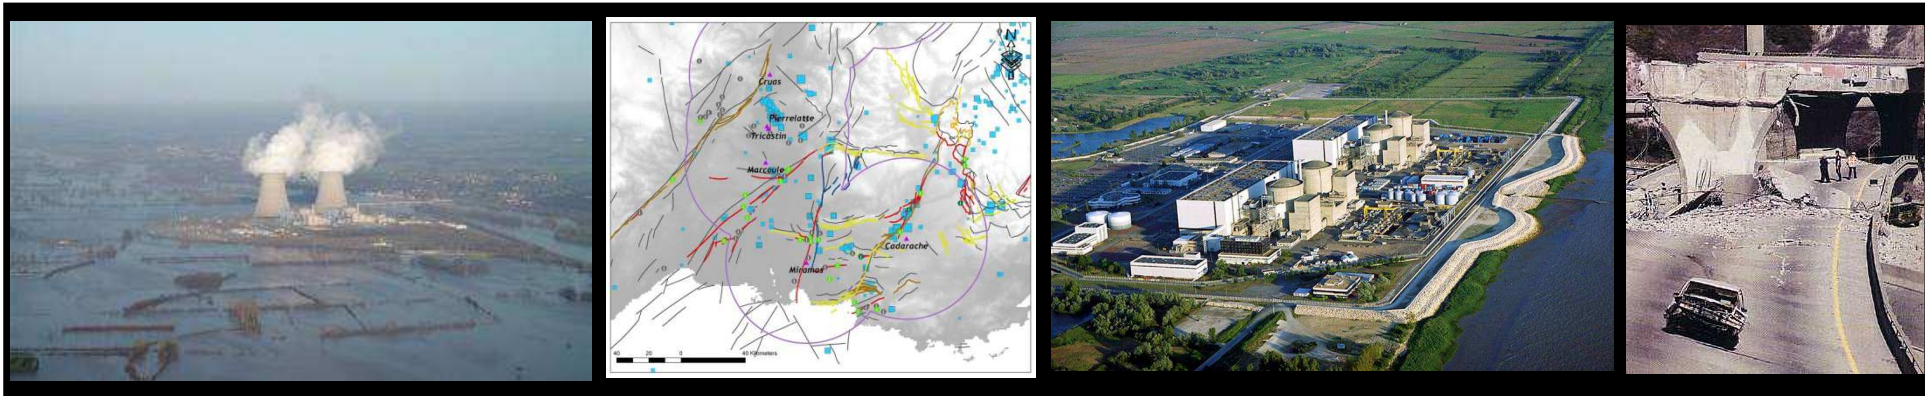 N
Cruas
Pierrelatte
Tricastin
Marcoule
Cadarache
Miramas
40 20 0 40 Kilometers